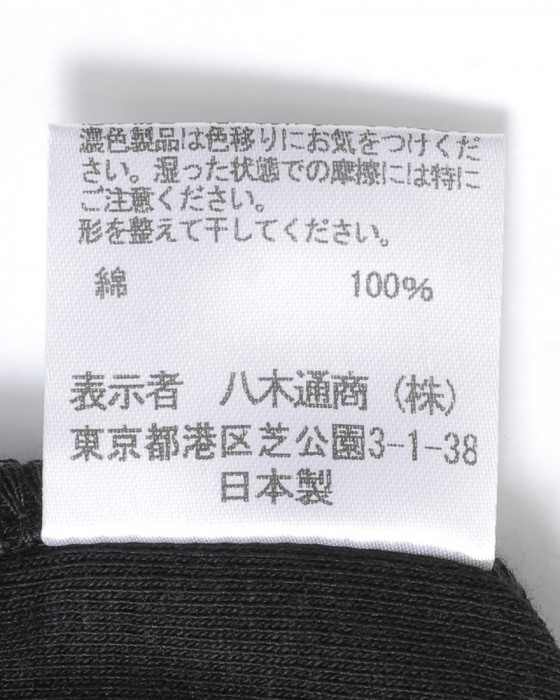 濃色製品は色移りにお気をつけくだ
さい。湿った状態での摩擦には特に
ご注意ください。
形を整えて干してください。
綿 100%
表示者 八木通商(株)
東京都港区芝公園3-1-38
日本製